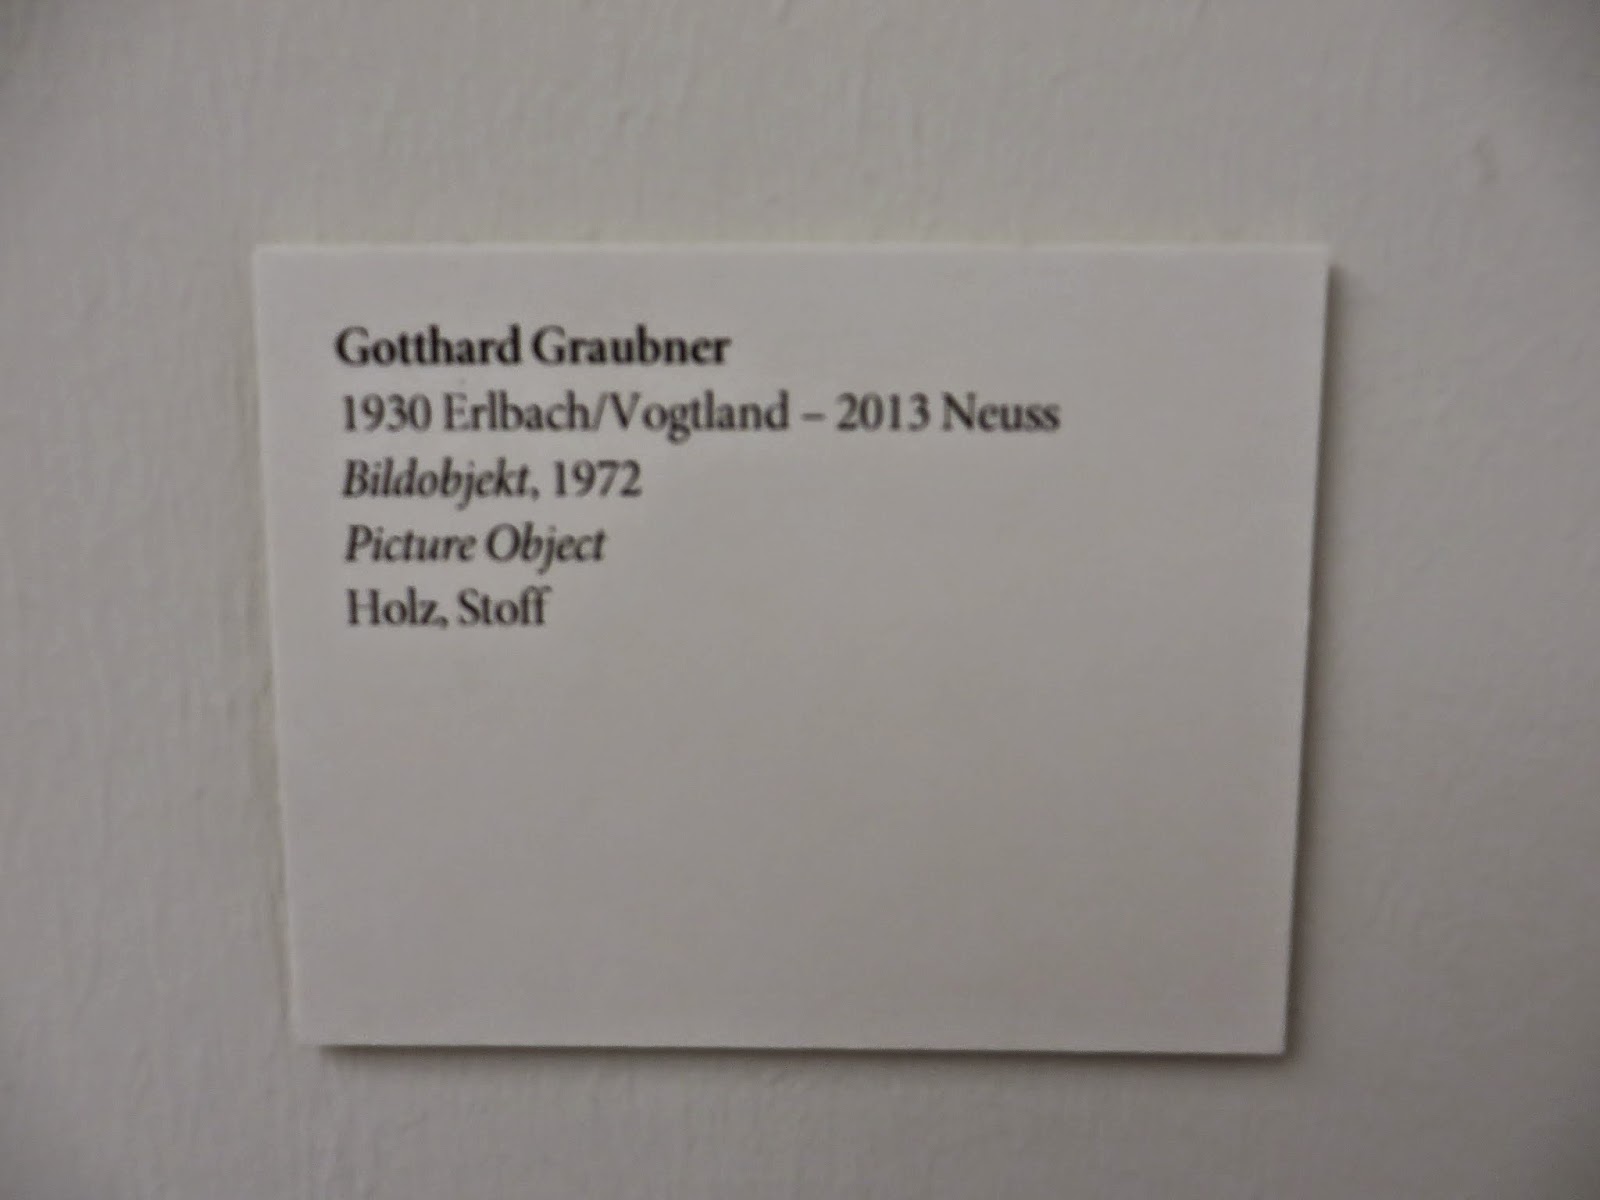 Gotthard Graubner
1930 Erlbach/Vogtland – 2013 Neuss
Bildobjekt, 1972
Picture Object
Holz, Stoff